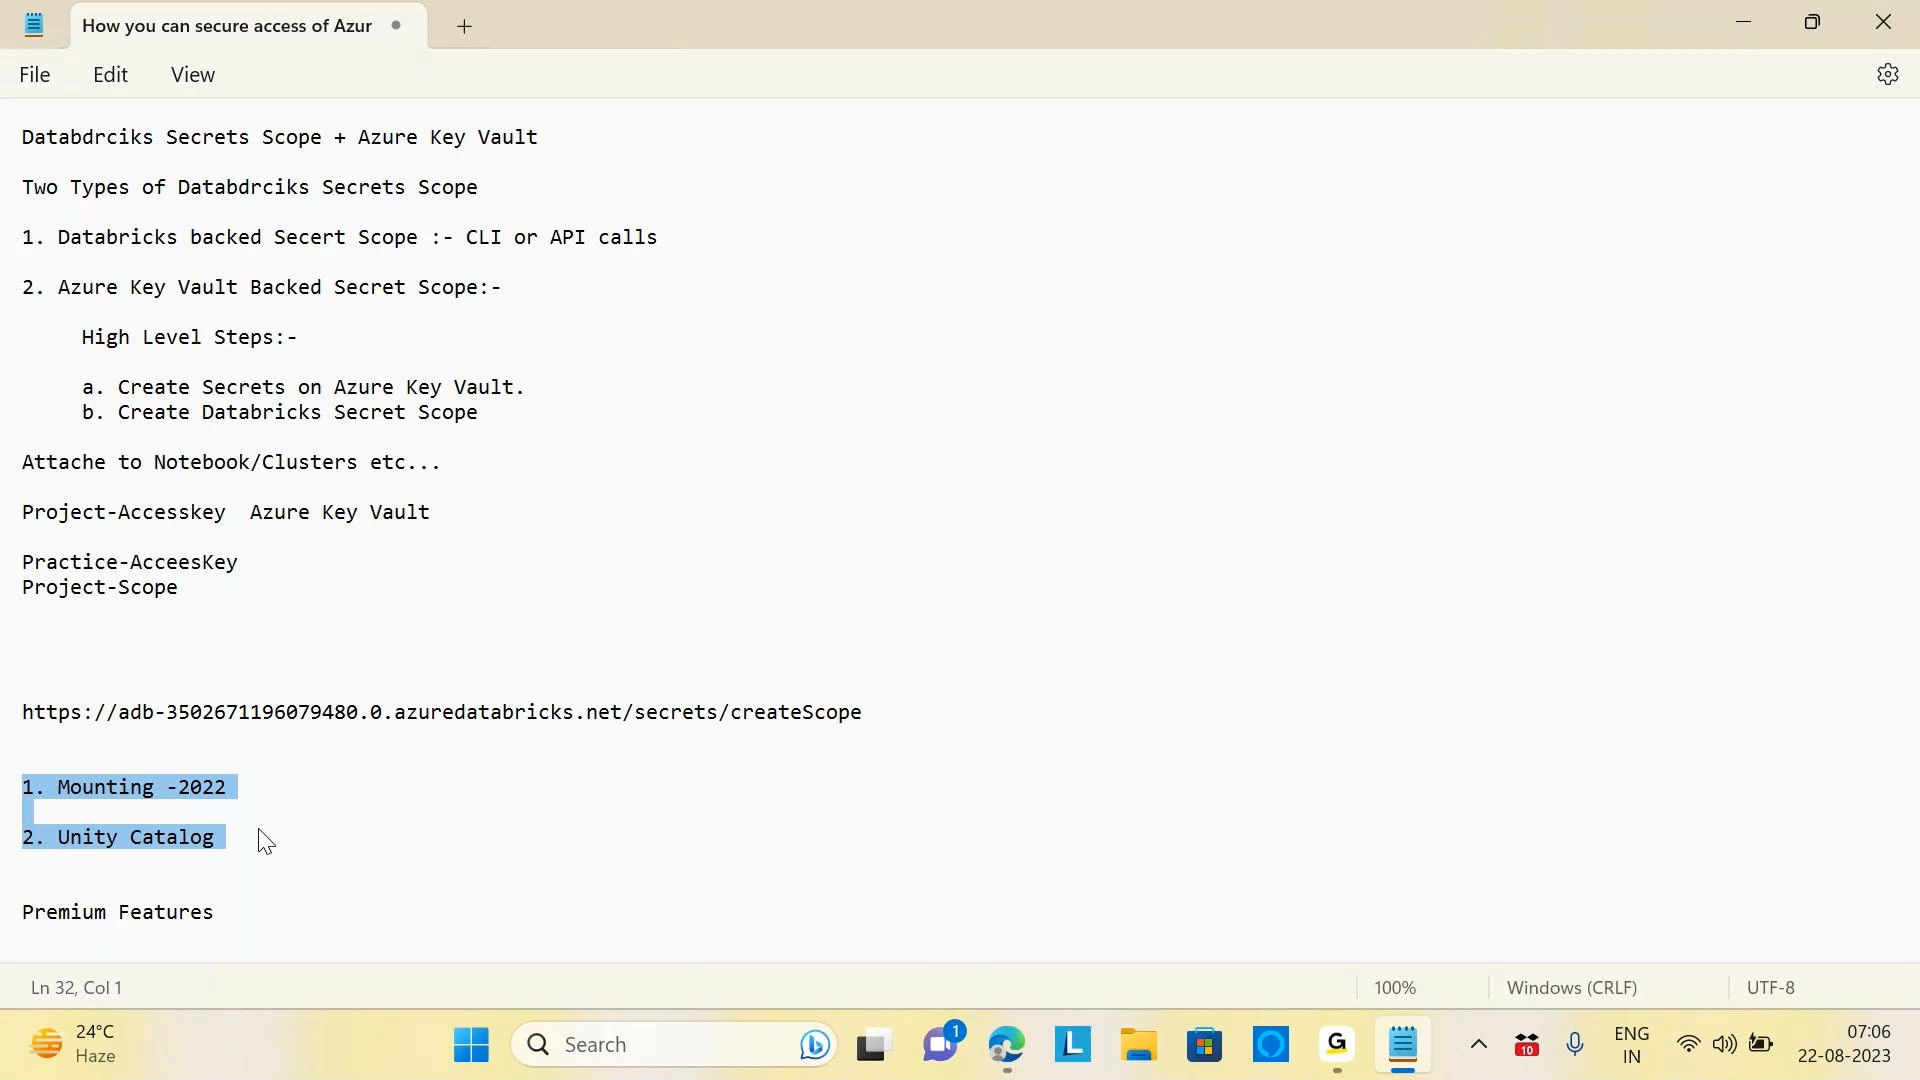 How you can secure access of Azur
File Edit View
Databdrciks Secrets Scope + Azure Key Vault
Two Types of Databdrciks Secrets Scope
1. Databricks backed Secert Scope :- CLI or API calls
2. Azure Key Vault Backed Secret Scope:-
High Level Steps:-
a. Create Secrets on Azure Key Vault.
b. Create Databricks Secret Scope
Attache to Notebook/Clusters etc...
Project-Accesskey  Azure Key Vault
Practice-AcceesKey
Project-Scope
https://adb-3502671196079480.0.azuredatabricks.net/secrets/createScope
1. Mounting -2022
2. Unity Catalog
Premium Features
Ln 32, Col 1 100% Windows (CRLF) UTF-8
24°C
Haze
Search
1
L
G
10
ENG
IN
07:06
22-08-2023